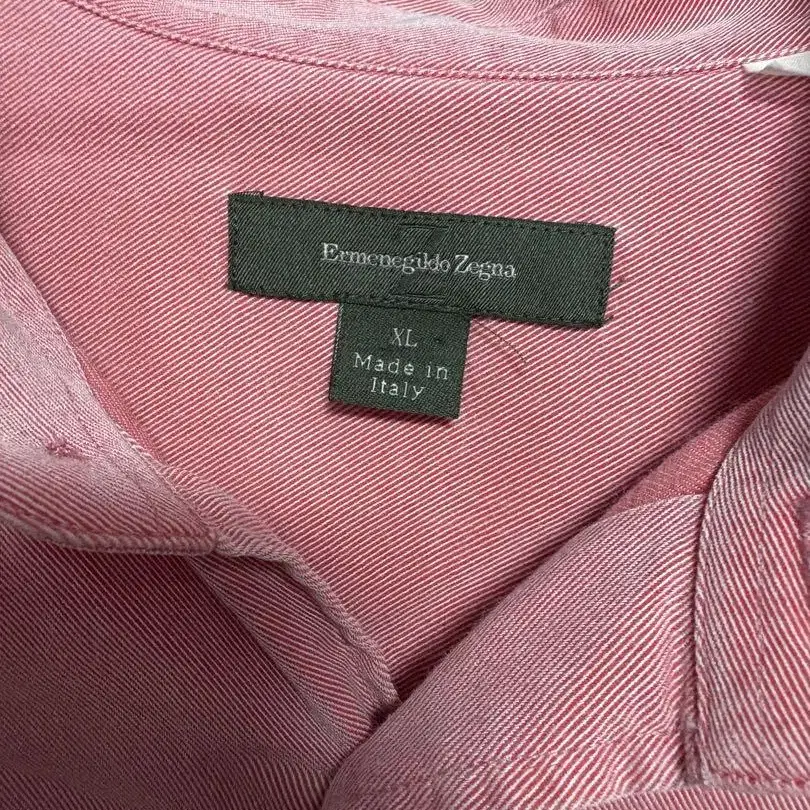 Ermenegildo Zegna
XL
Made in
Italy